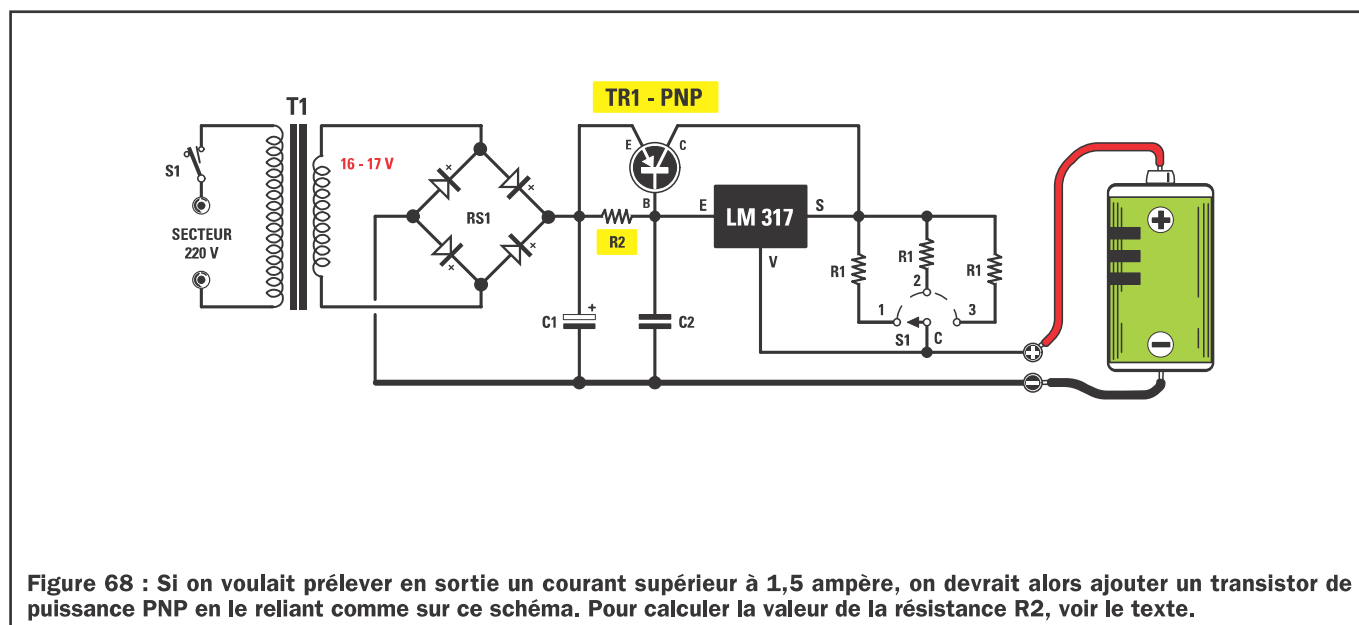 TR1 - PNP
T1
E
C
16 - 17 V
S1
B
E
LM 317
S
RS1
R2
SECTEUR
220 V
V
R1
R1
R1
+
2
1
3
C1
+
C2
S1
C
+
−
−
Figure 68 : Si on voulait prélever en sortie un courant supérieur à 1,5 ampère, on devrait alors ajouter un transistor de
puissance PNP en le reliant comme sur ce schéma. Pour calculer la valeur de la résistance R2, voir le texte.